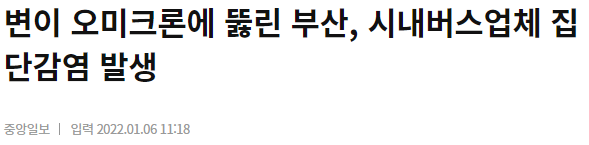 변이 오미크론에 뚫린 부산, 시내버스업체 집
단감염 발생
중앙일보 | 입력 2022.01.06 11:18